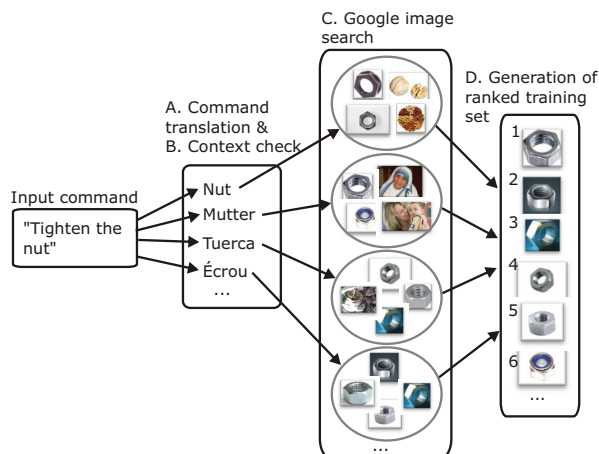 C. Google image
search
D. Generation of
ranked training
set
A. Command
translation &
B. Context check
Input command
"Tighten the
nut"
Nut
Mutter
Tuerca
Écrou
...
...
1
2
3
4
5
6
...